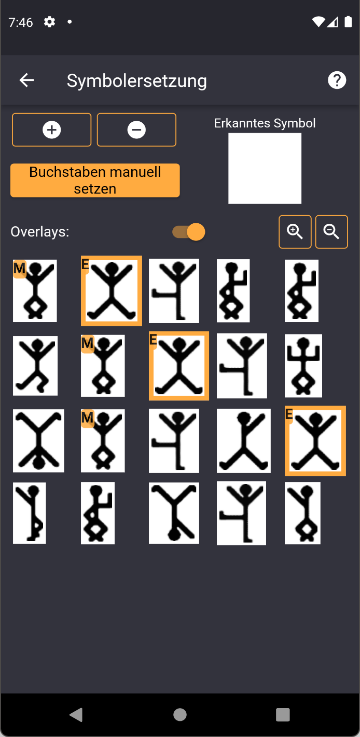 7:46
Symbolersetzung
Erkanntes Symbol
Buchstaben manuell
setzen
Overlays:
M E
M E
M E